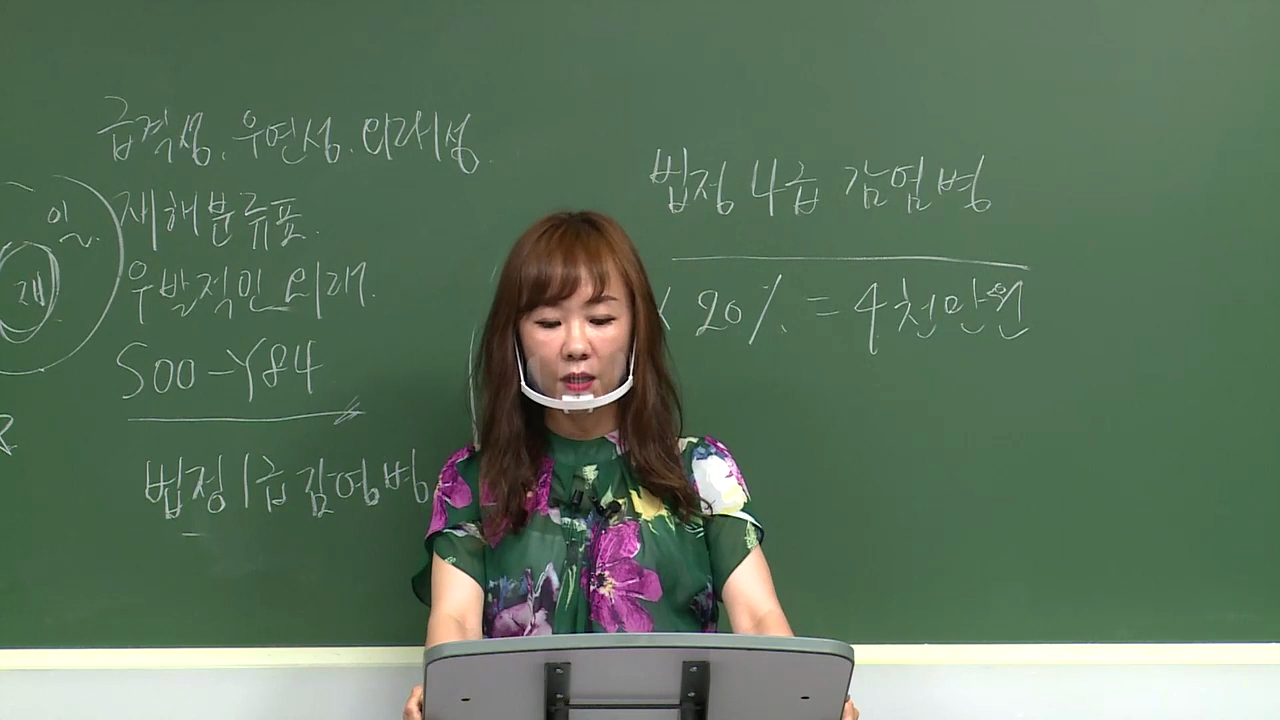 급격성. 우연성. 외래성.
일.
재해분류표.
재
우발적인 외래.
S00-Y84
법정 1급 감염병
법정 4급 감염병
20% = 4천만원